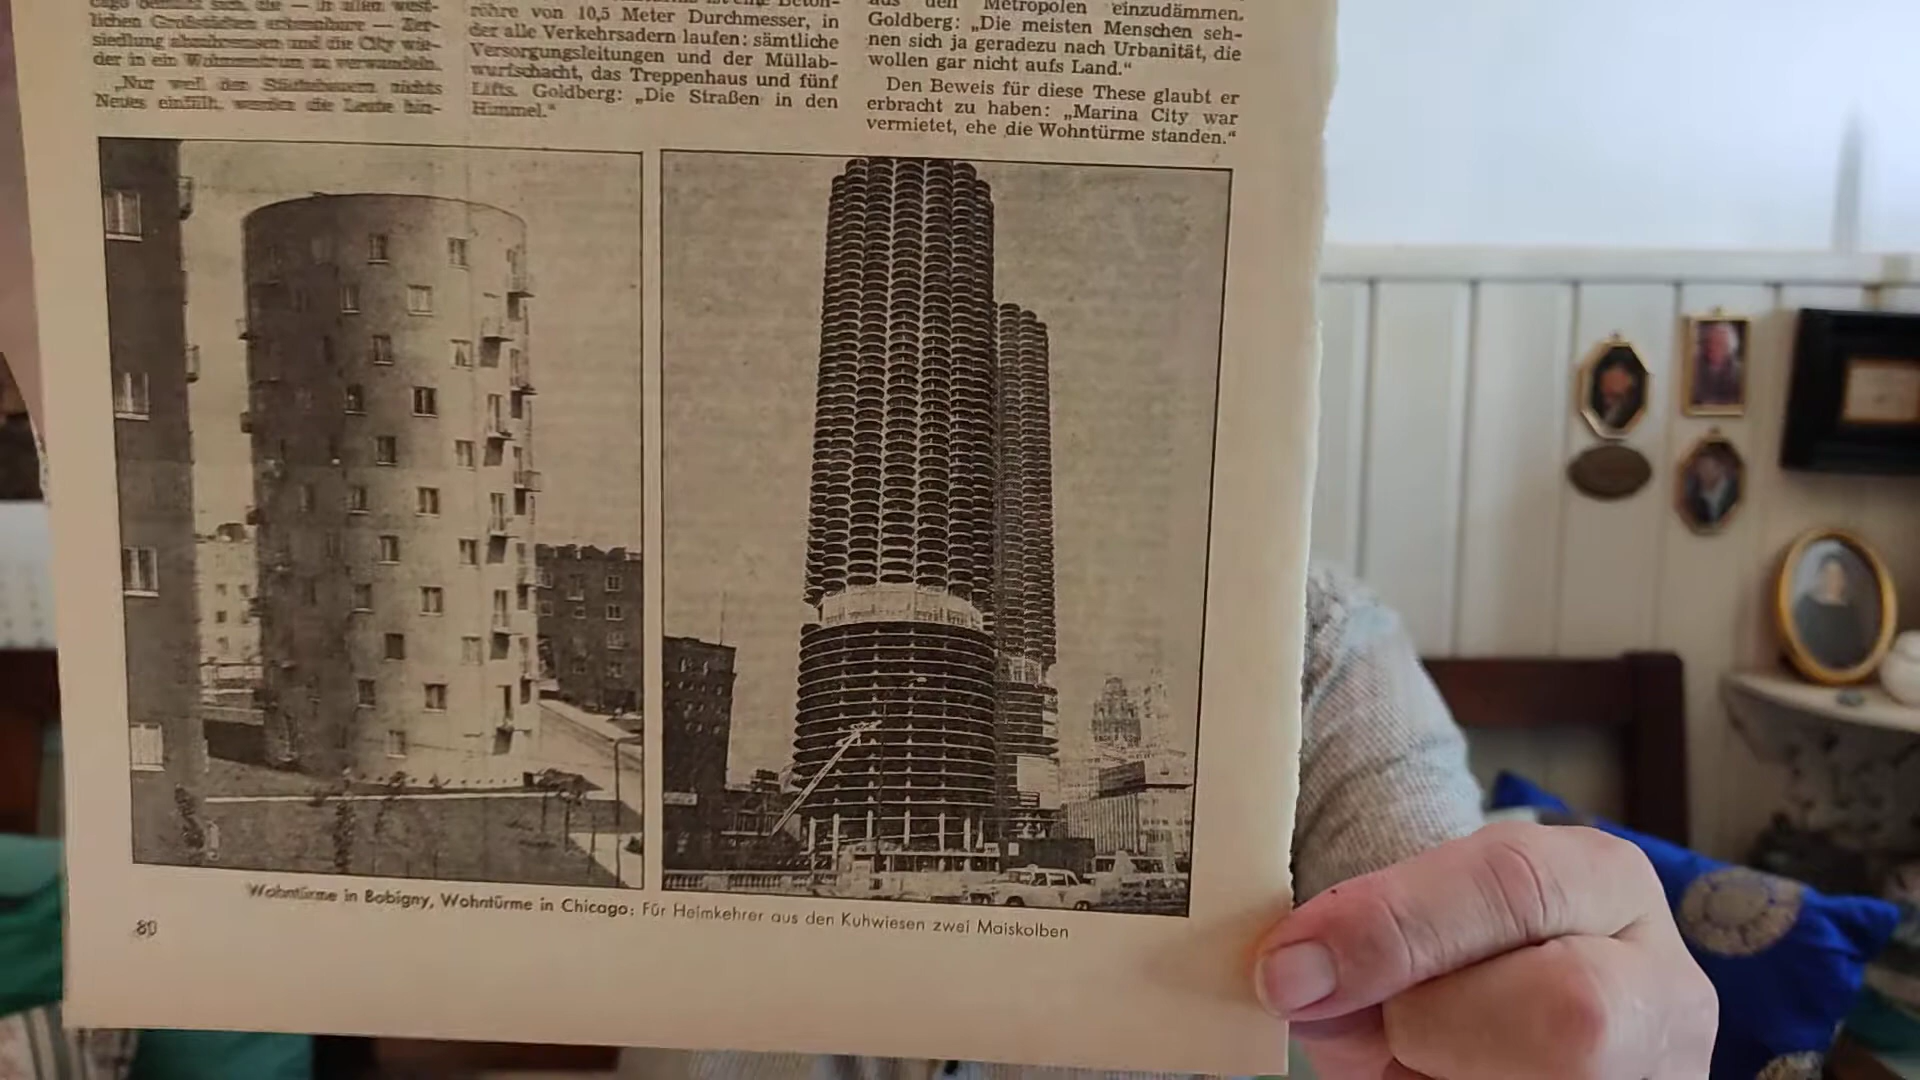 lichen Großstädten erkennbare — Zer-
siedlung abzubremsen und die City wie-
der in ein Wohnzentrum zu verwandeln.
„Nur weil den Städtebauern nichts
Neues einfällt, werden die Leute hin-
röhre von 10,5 Meter Durchmesser, in
der alle Verkehrsadern laufen: sämtliche
Versorgungsleitungen und der Müllab-
wurfschacht, das Treppenhaus und fünf
Lifts. Goldberg: „Die Straßen in den
Himmel.“
aus den Metropolen einzudämmen.
Goldberg: „Die meisten Menschen seh-
nen sich ja geradezu nach Urbanität, die
wollen gar nicht aufs Land.“
Den Beweis für diese These glaubt er
erbracht zu haben: „Marina City war
vermietet, ehe die Wohntürme standen.“
Wohntürme in Bobigny, Wohntürme in Chicago: Für Heimkehrer aus den Kuhwiesen zwei Maiskolben
80